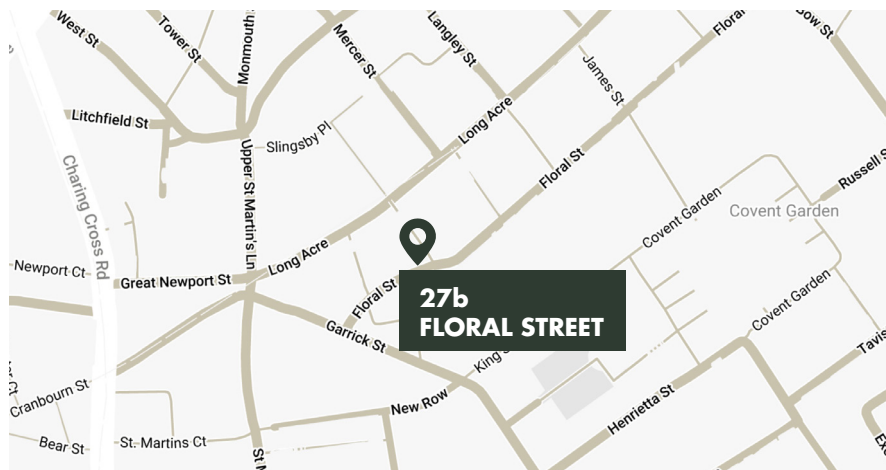 West St
Tower St
Monmouth
Mercer St
Langley St
Floral
Bow St
James St
Litchfield St
Slingsby Pl
Long Acre
Charing Cross Rd
Upper St Martin's Ln
Floral St
Russell S
Covent Garden
Covent Garden
Newport Ct
Great Newport St
Long Acre
Floral St
27b
FLORAL STREET
Covent Garden
Garrick St
King S
Tavis
Cranbourn St
New Row
Henrietta St
Bear St
St. Martins Ct
St M
Ex